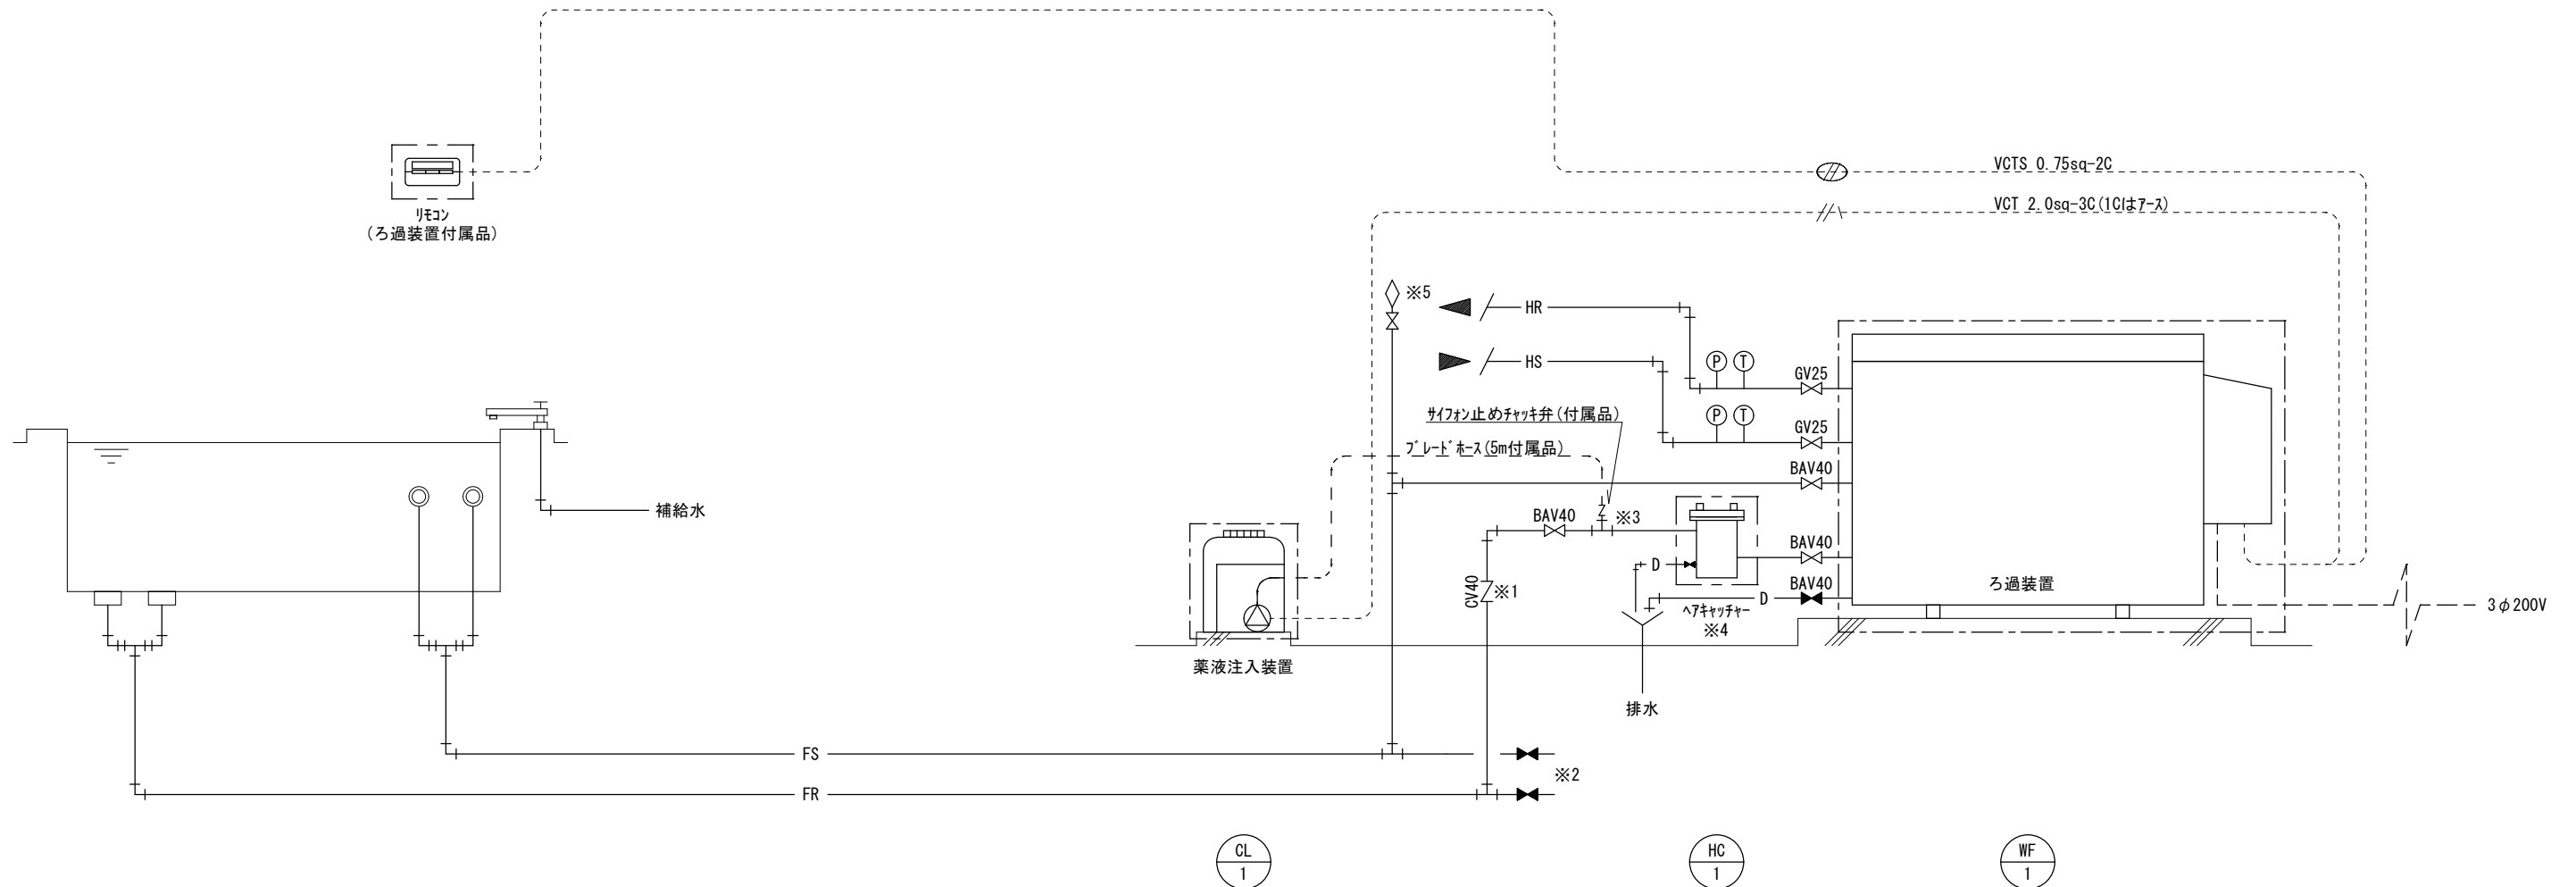 VCTS 0.75sq-2C
VCT 2.0sq-3C(1Cはアース)
リモコン
(ろ過装置付属品)
※5
HR
HS
P
T
GV25
P
T
GV25
サイフォン止めチャッキ弁(付属品)
ブレードホース(5m付属品)
BAV40
補給水
BAV40
※3
BAV40
D
CV40
※1
BAV40
D
ヘアキャッチャー
※4
ろ過装置
3φ200V
薬液注入装置
排水
FS
※2
FR
CL
1
HC
1
WF
1